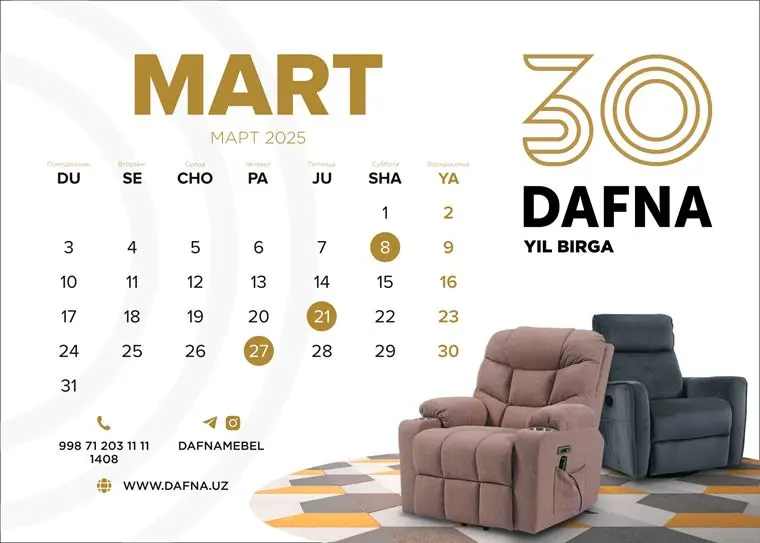 MART
МАРТ 2025
Понедельник Вторник Среда Четверг Пятница Суббота Воскресенье
DU SE CHO PA JU SHA YA
1 2
3 4 5 6 7 8 9
10 11 12 13 14 15 16
17 18 19 20 21 22 23
24 25 26 27 28 29 30
31
998 71 203 11 11
1408
DAFNAMEBEL
WWW.DAFNA.UZ
30
DAFNA
YIL BIRGA